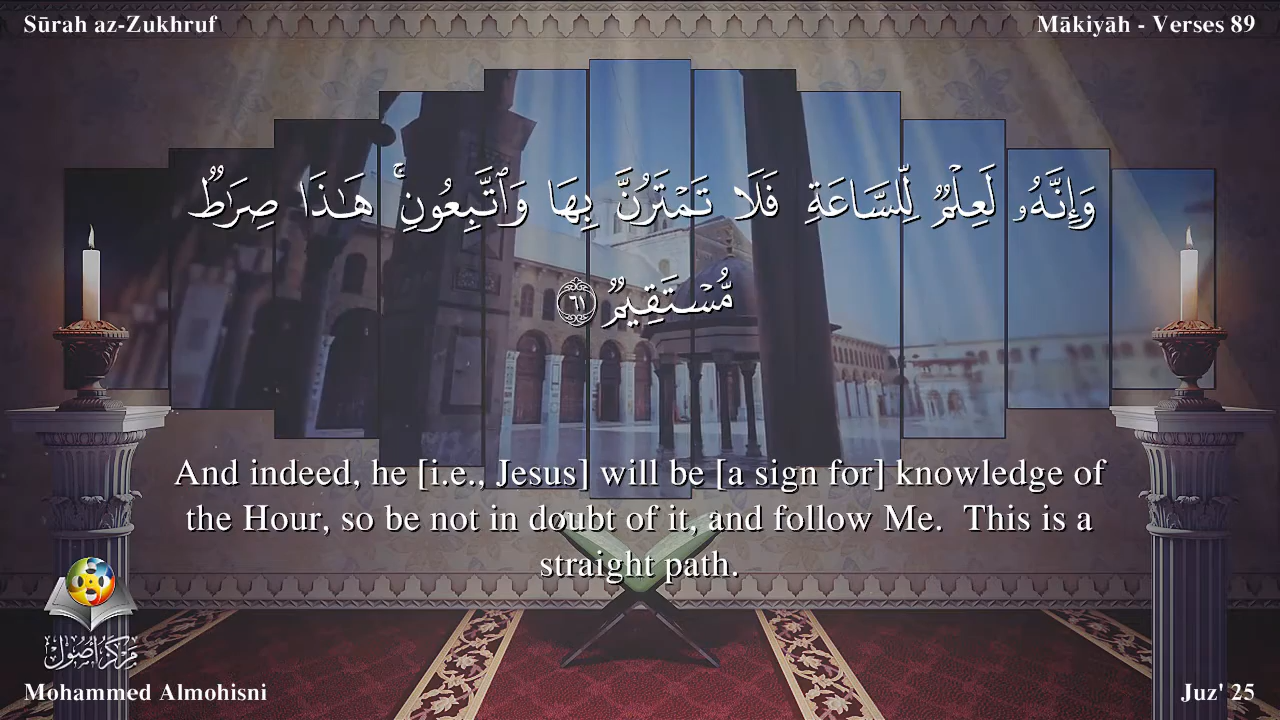 Sūrah az-Zukhruf
Mākiyāh - Verses 89
وَإِنَّهُۥ لَعِلْمٌ لِّلسَّاعَةِ فَلَا تَمْتَرُنَّ بِهَا وَٱتَّبِعُونِ ۚ هَـٰذَا صِرَٰطٌ
مُّسْتَقِيمٌ ٦١
And indeed, he [i.e., Jesus] will be [a sign for] knowledge of
the Hour, so be not in doubt of it, and follow Me. This is a
straight path.
مركز أصول
Mohammed Almohisni
Juz' 25